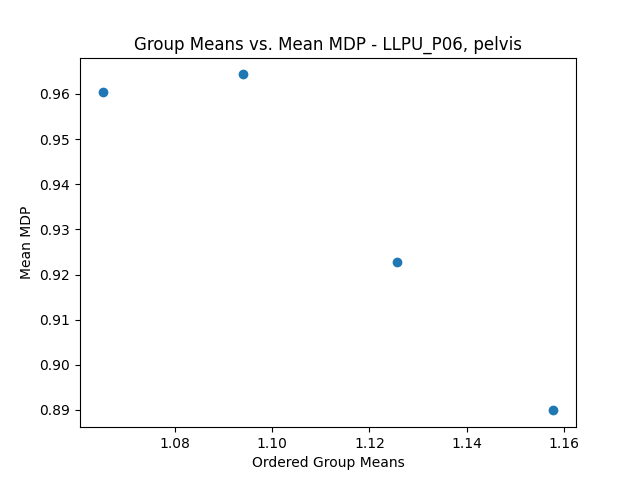 Group Means vs. Mean MDP - LLPU_P06, pelvis
0.96
0.95
0.94
0.93
0.92
0.91
0.90
0.89
Mean MDP
1.08 1.10 1.12 1.14 1.16
Ordered Group Means